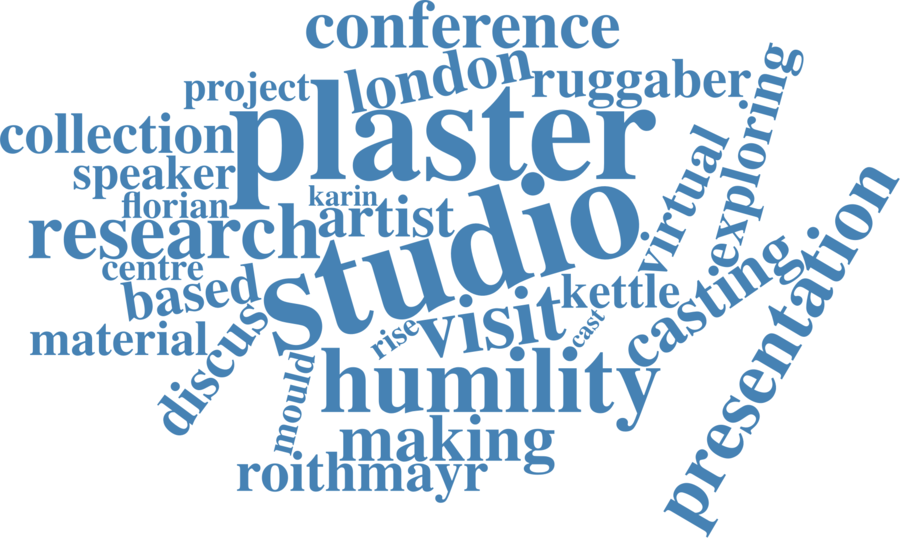 conference
london
project
ruggaber
plaster
exploring
collection
speaker
virtual
karin
florian
artist
research
studio
presentation
centre
based
kettle
casting
visit
cast
rise
material
discuss
mould
humility
making
roithmayr